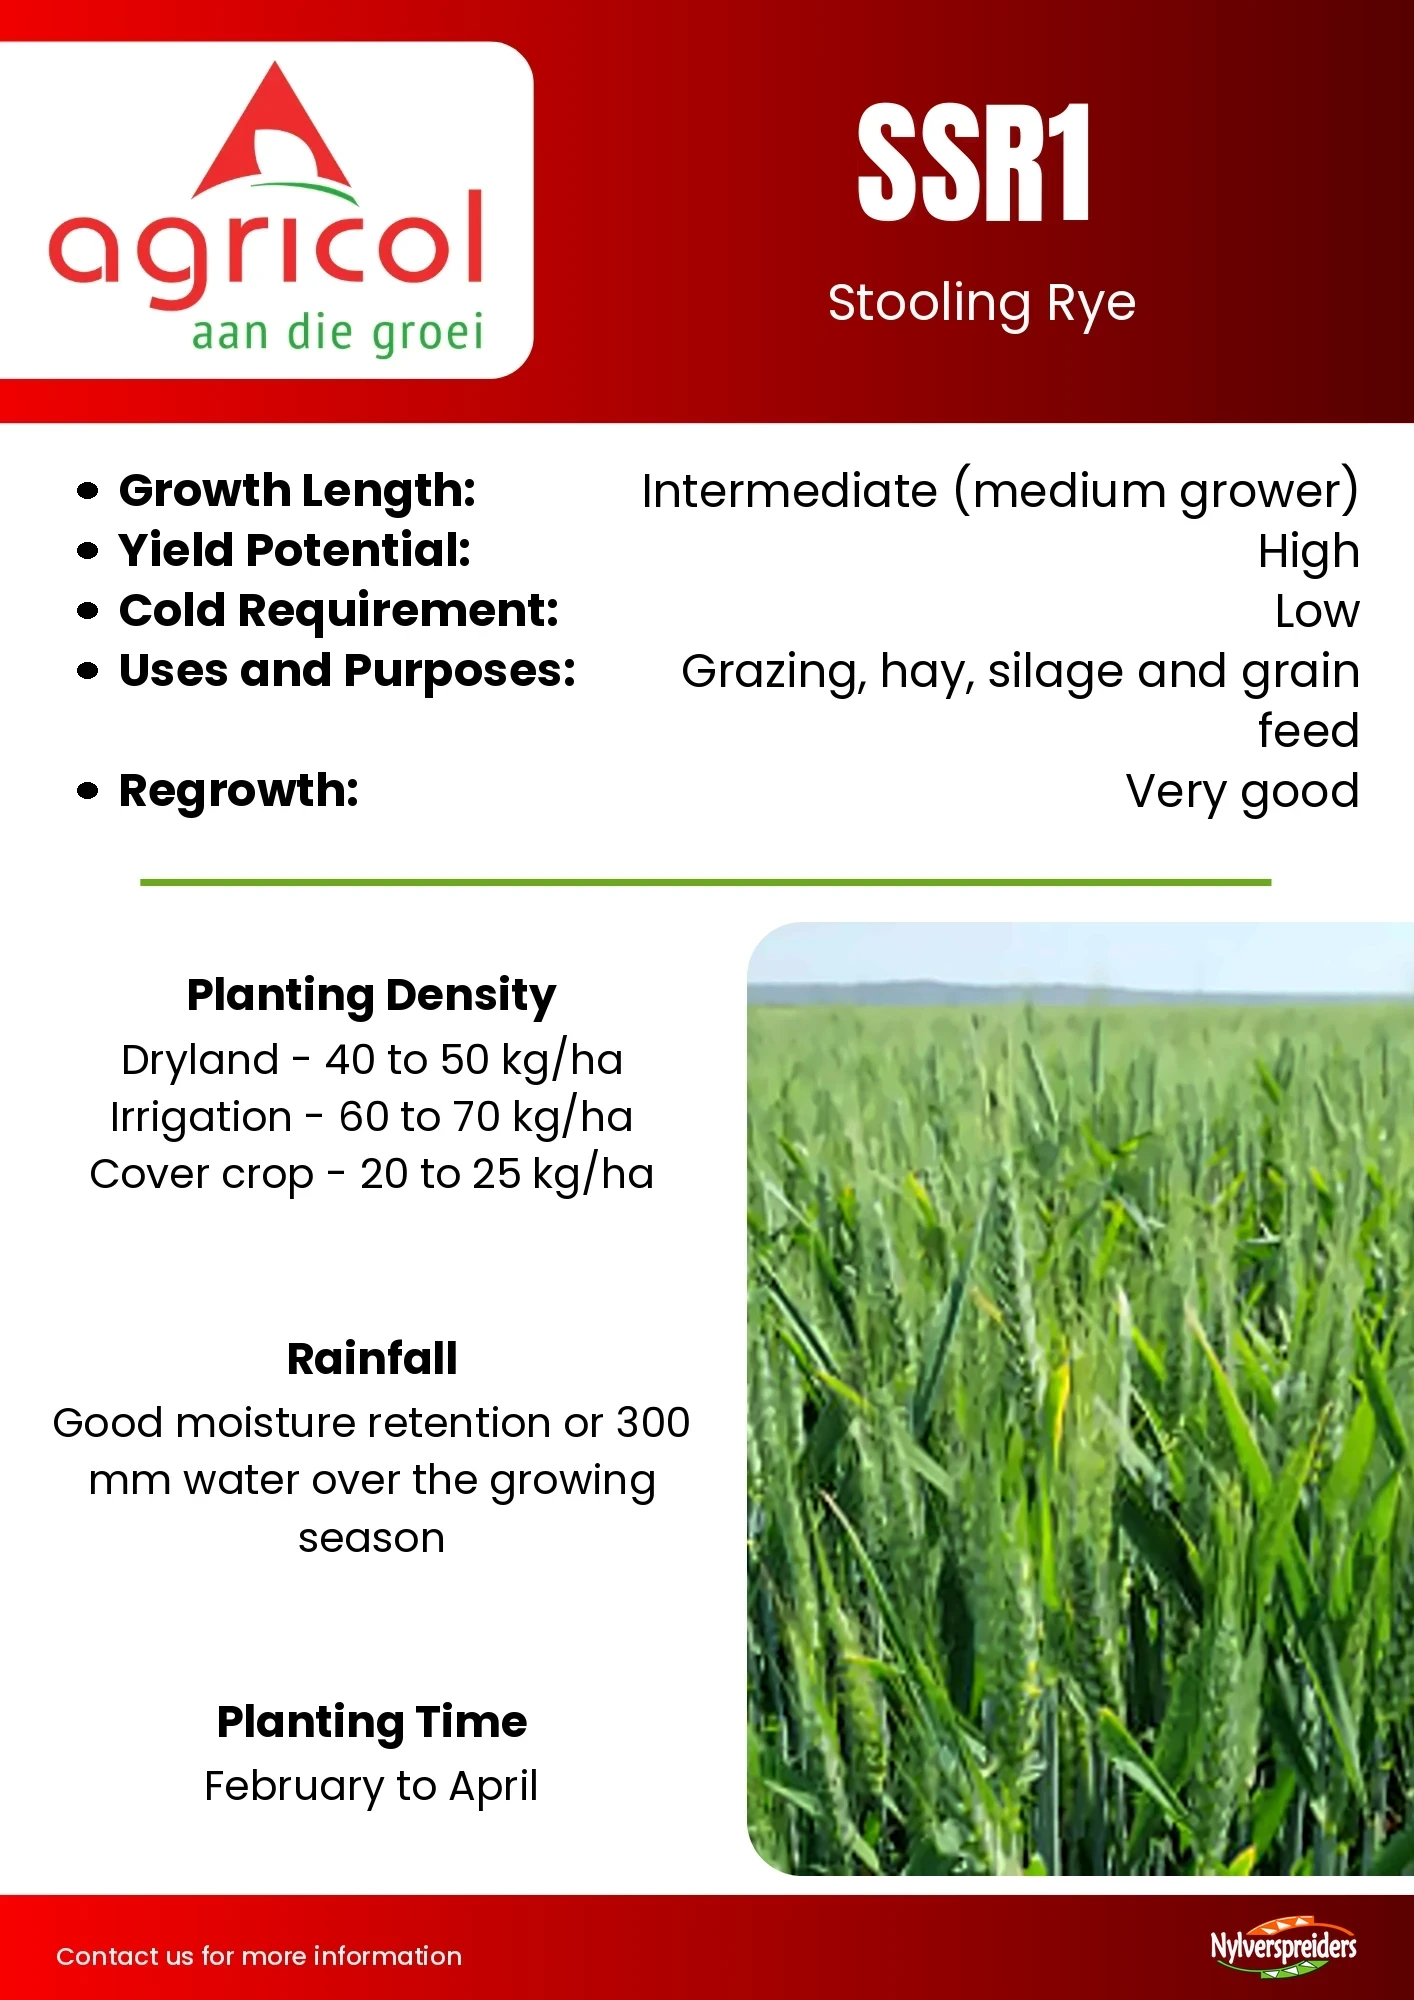 agricol
aan die groei
SSR1
Stooling Rye
• Growth Length: Intermediate (medium grower)
• Yield Potential: High
• Cold Requirement: Low
• Uses and Purposes: Grazing, hay, silage and grain
feed
• Regrowth: Very good
Planting Density
Dryland - 40 to 50 kg/ha
Irrigation - 60 to 70 kg/ha
Cover crop - 20 to 25 kg/ha
Rainfall
Good moisture retention or 300
mm water over the growing
season
Planting Time
February to April
Contact us for more information
Nylverspreiders